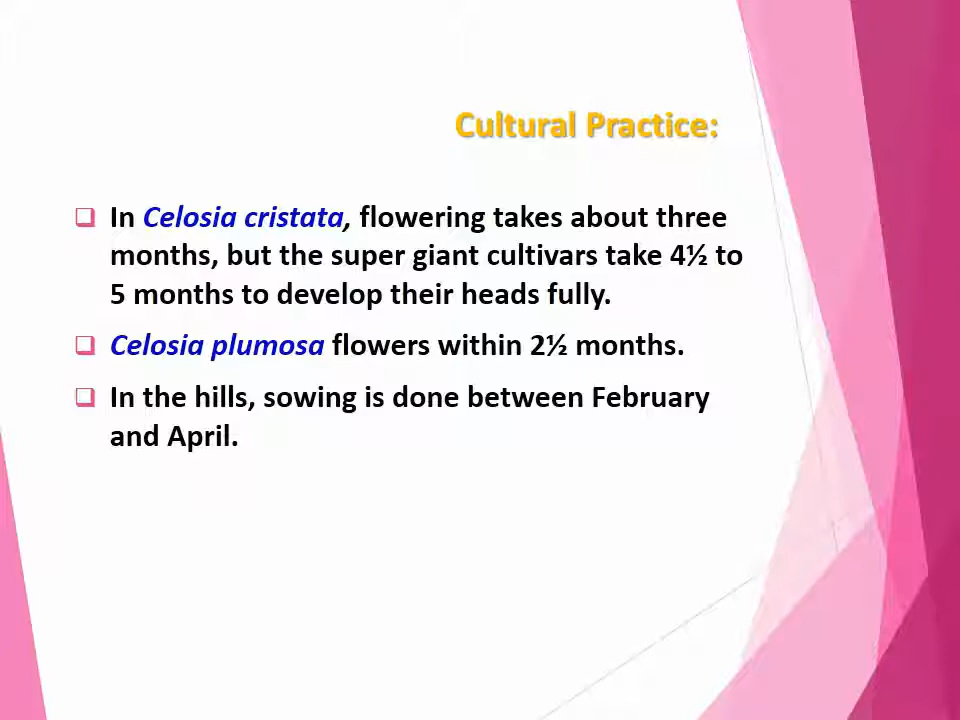 Cultural Practice:
In Celosia cristata, flowering takes about three
months, but the super giant cultivars take 4½ to
5 months to develop their heads fully.
Celosia plumosa flowers within 2½ months.
In the hills, sowing is done between February
and April.